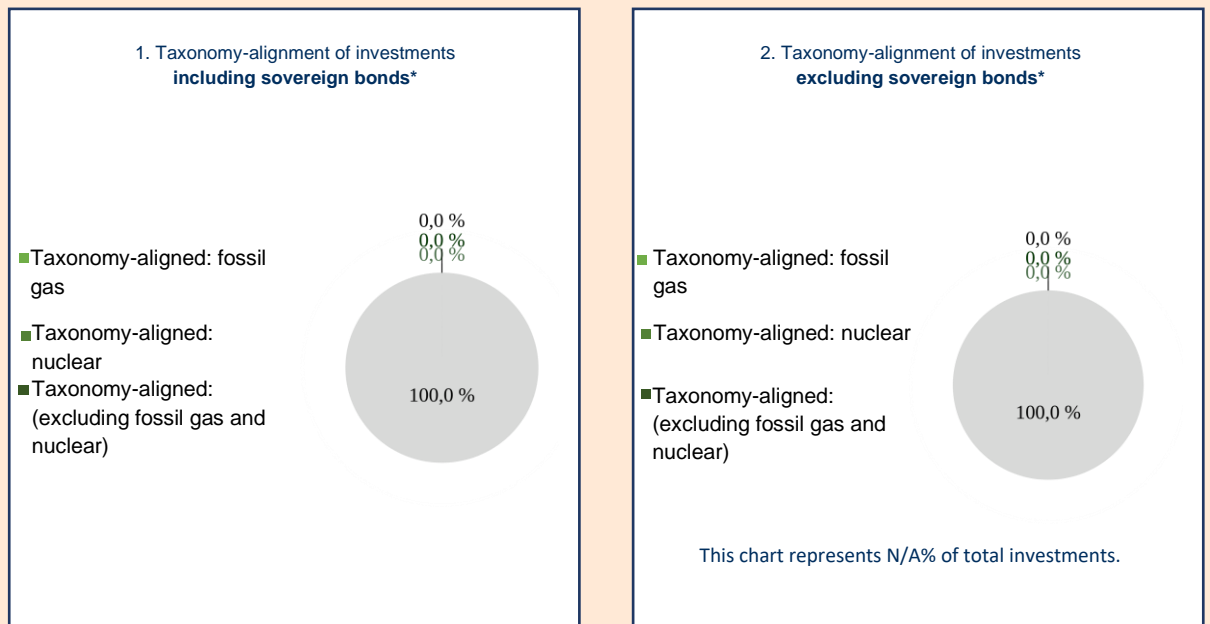 1. Taxonomy-alignment of investments
including sovereign bonds*
0,0 %
0,0 %
0,0 %
Taxonomy-aligned: fossil
gas
Taxonomy-aligned:
nuclear
Taxonomy-aligned:
(excluding fossil gas and
nuclear)
100,0 %
2. Taxonomy-alignment of investments
excluding sovereign bonds*
0,0 %
0,0 %
0,0 %
Taxonomy-aligned: fossil
gas
Taxonomy-aligned: nuclear
Taxonomy-aligned:
(excluding fossil gas and
nuclear)
100,0 %
This chart represents N/A% of total investments.